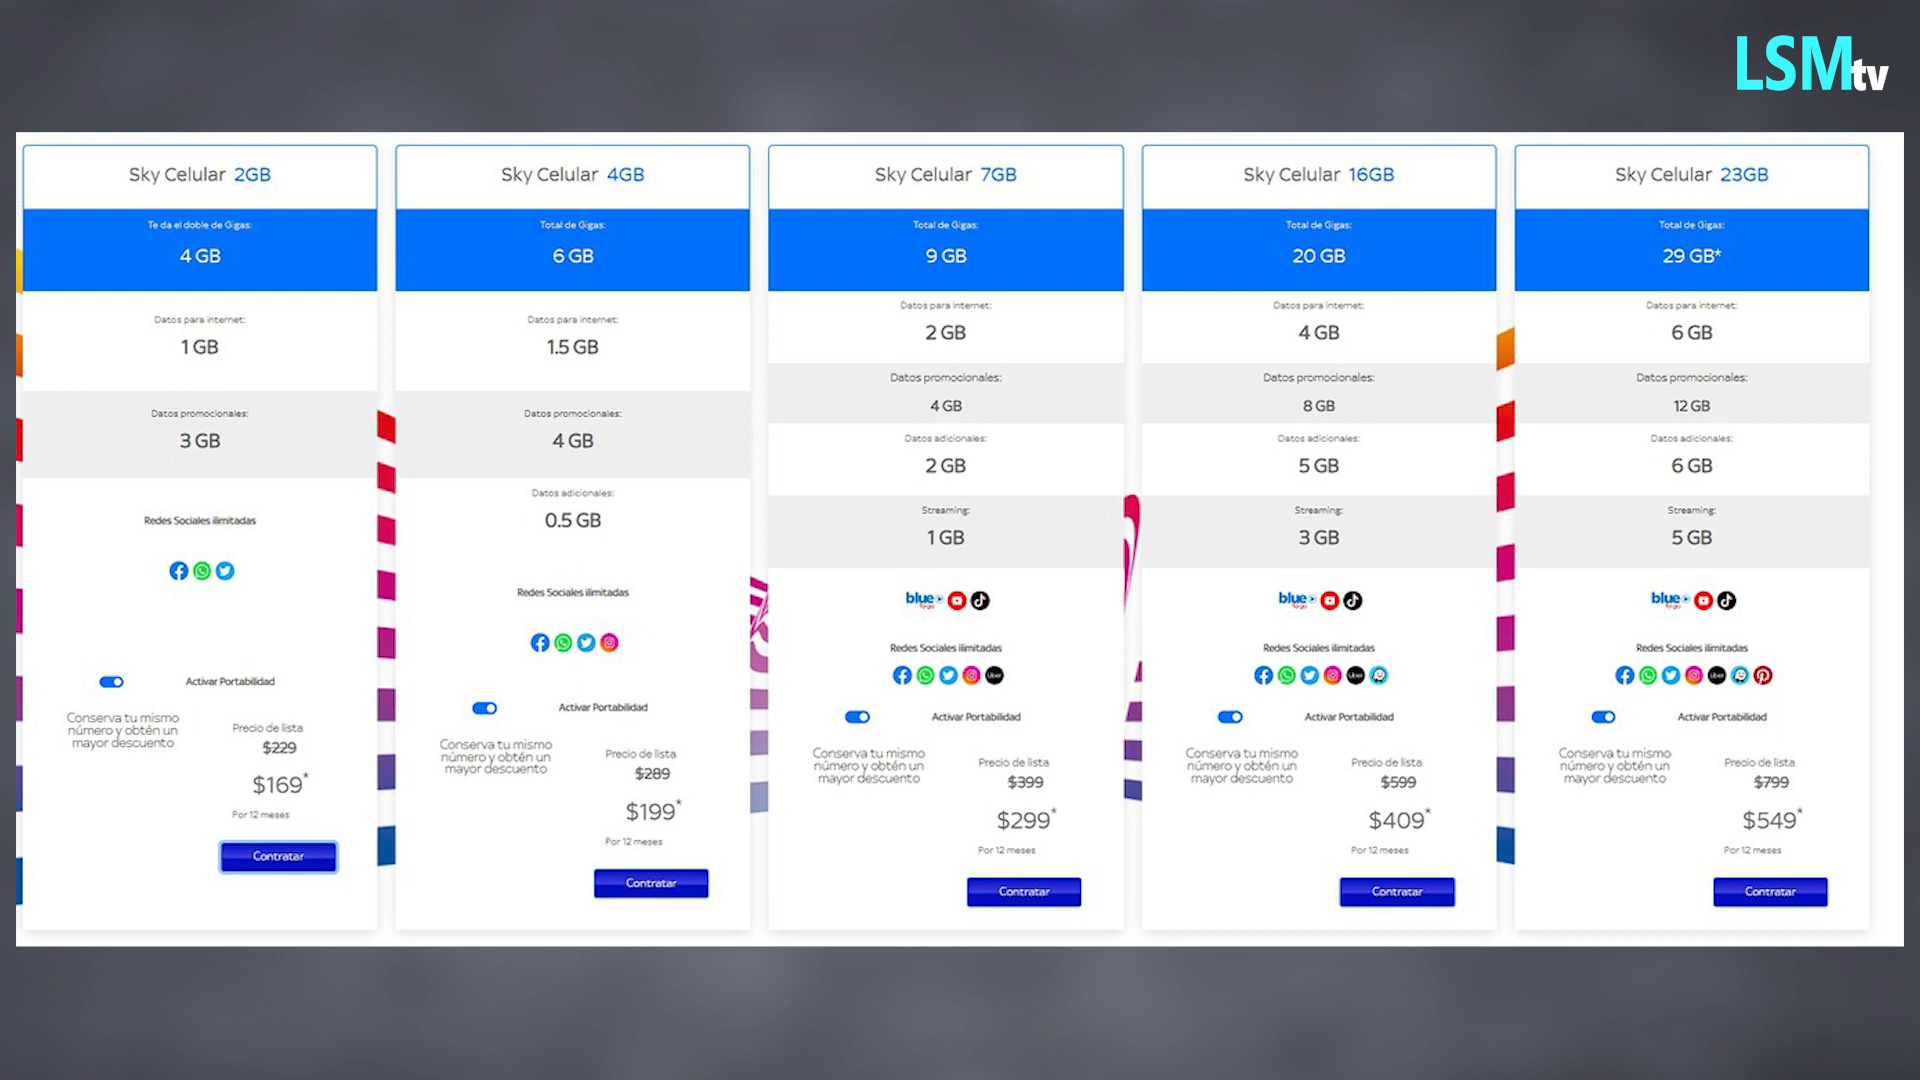 LSMtv
Sky Celular 2GB
Te da el doble de Gigas:
4 GB
Datos para internet:
1 GB
Datos promocionales:
3 GB
Redes Sociales ilimitadas
Activar Portabilidad
Conserva tu mismo
número y obtén un
mayor descuento
Precio de lista
$229
$169*
Por 12 meses
Contratar
Sky Celular 4GB
Total de Gigas:
6 GB
Datos para internet:
1.5 GB
Datos promocionales:
4 GB
Datos adicionales:
0.5 GB
Redes Sociales ilimitadas
Activar Portabilidad
Conserva tu mismo
número y obtén un
mayor descuento
Precio de lista
$289
$199*
Por 12 meses
Contratar
Sky Celular 7GB
Total de Gigas:
9 GB
Datos para internet:
2 GB
Datos promocionales:
4 GB
Datos adicionales:
2 GB
Streaming:
1 GB
blue
to go
Redes Sociales ilimitadas
Uber
Activar Portabilidad
Conserva tu mismo
número y obtén un
mayor descuento
Precio de lista
$399
$299*
Por 12 meses
Contratar
Sky Celular 16GB
Total de Gigas:
20 GB
Datos para internet:
4 GB
Datos promocionales:
8 GB
Datos adicionales:
5 GB
Streaming:
3 GB
blue
to go
Redes Sociales ilimitadas
Uber
Activar Portabilidad
Conserva tu mismo
número y obtén un
mayor descuento
Precio de lista
$599
$409*
Por 12 meses
Contratar
Sky Celular 23GB
Total de Gigas:
29 GB*
Datos para internet:
6 GB
Datos promocionales:
12 GB
Datos adicionales:
6 GB
Streaming:
5 GB
blue
to go
Redes Sociales ilimitadas
Uber
Activar Portabilidad
Conserva tu mismo
número y obtén un
mayor descuento
Precio de lista
$799
$549*
Por 12 meses
Contratar